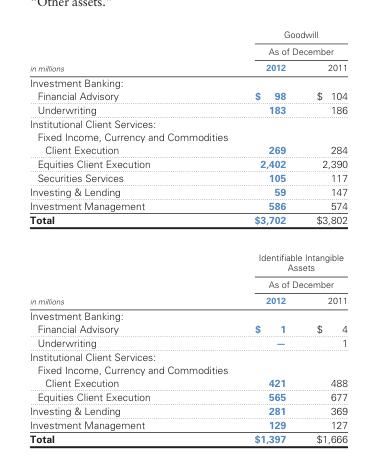 "Other assets."
Goodwill
As of December
in millions 2012 2011
Investment Banking:
Financial Advisory $ 98 $ 104
Underwriting 183 186
Institutional Client Services:
Fixed Income, Currency and Commodities
Client Execution 269 284
Equities Client Execution 2,402 2,390
Securities Services 105 117
Investing & Lending 59 147
Investment Management 586 574
Total $3,702 $3,802
Identifiable Intangible
Assets
As of December
in millions 2012 2011
Investment Banking:
Financial Advisory $ 1 $ 4
Underwriting — 1
Institutional Client Services:
Fixed Income, Currency and Commodities
Client Execution 421 488
Equities Client Execution 565 677
Investing & Lending 281 369
Investment Management 129 127
Total $1,397 $1,666